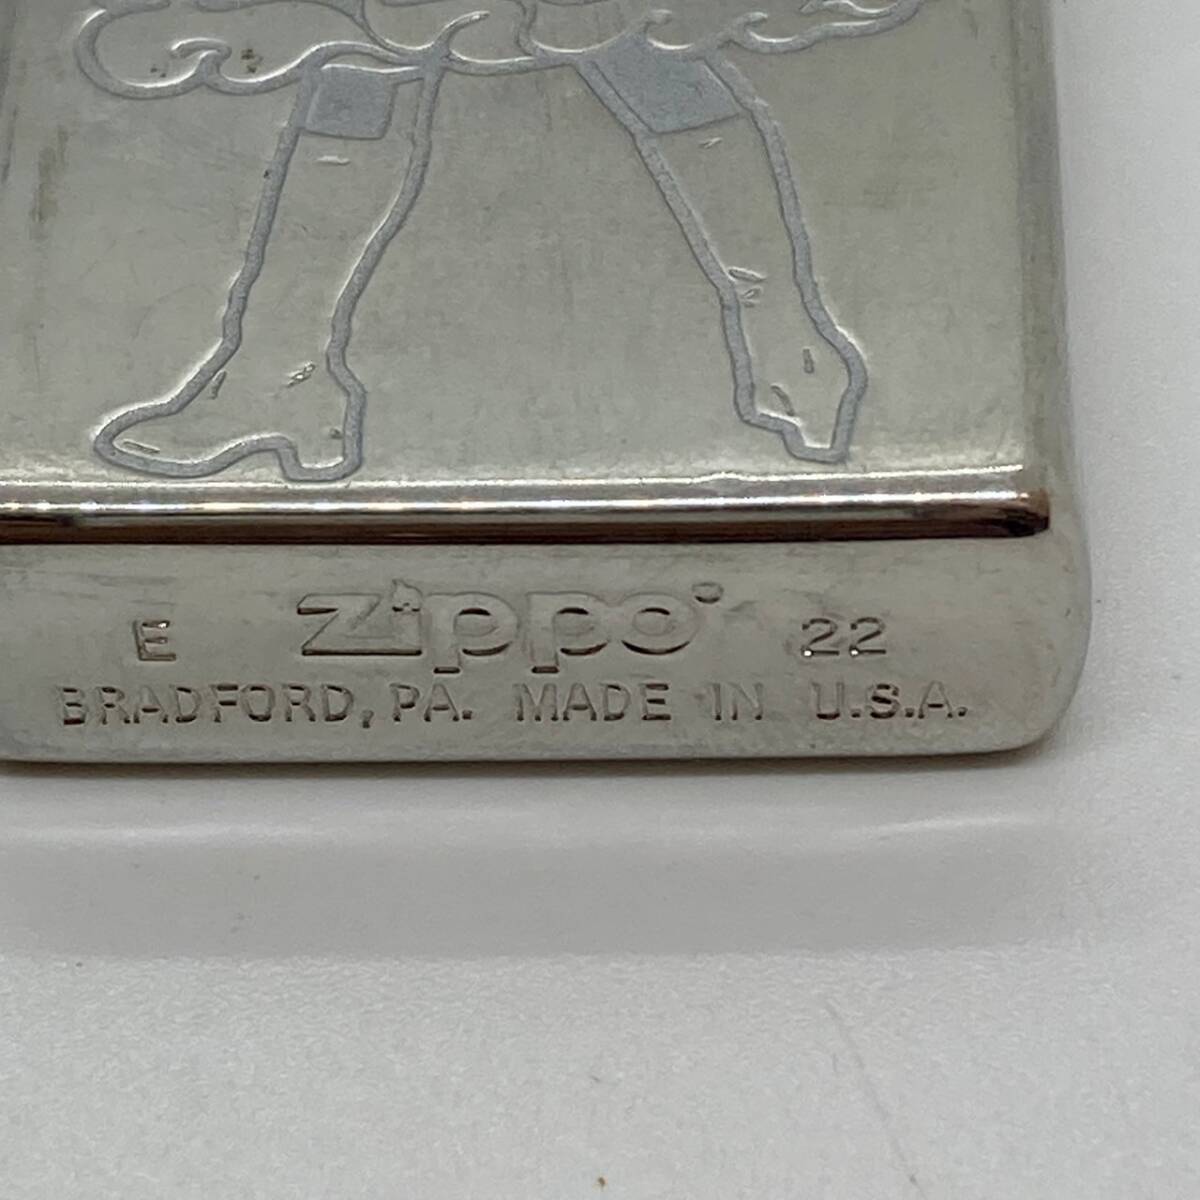 E Zippo 22
BRADFORD, PA. MADE IN U.S.A.